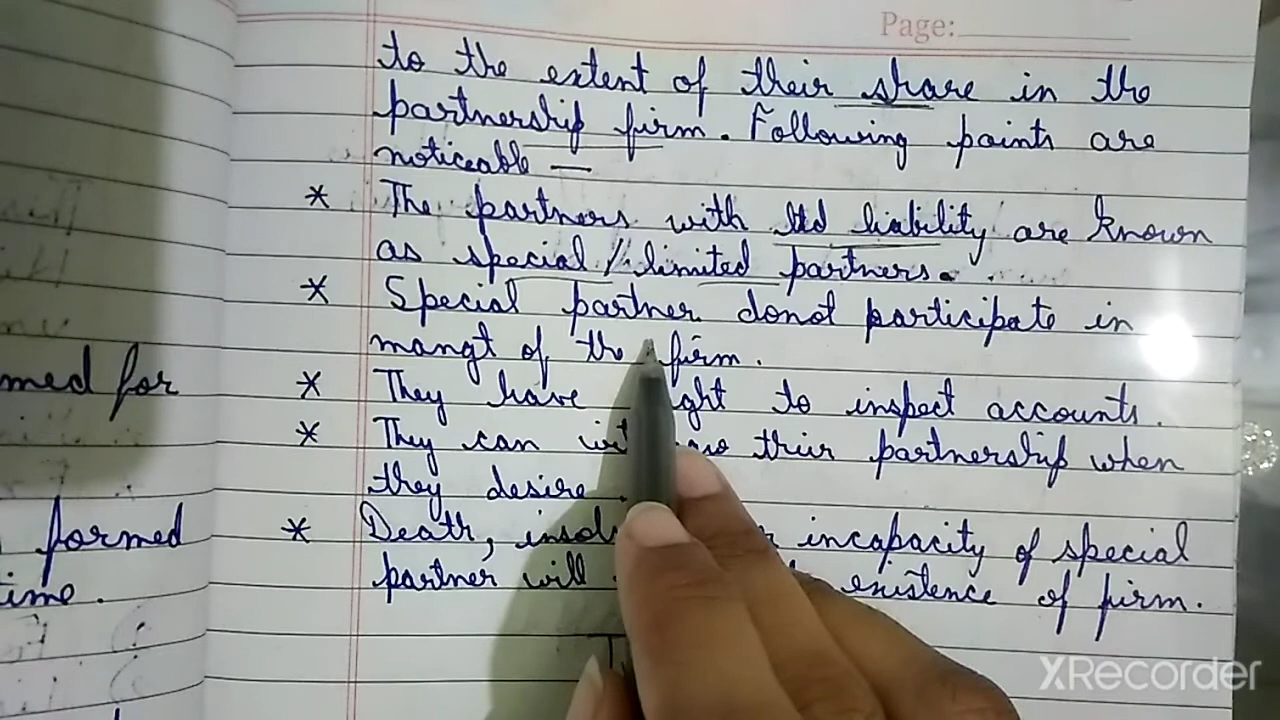 Page:
to the extent of their share in the
partnership firm. Following points are
noticeable —
* The partners with ltd liability are known
as special / limited partners.
* Special partner donot participate in
mangt of the firm.
* They have ght to inspect accounts.
* They can their partnership when
they desire.
* Death, incapacity of special
partner will existence of firm.
med for
formed
time.
XRecorder